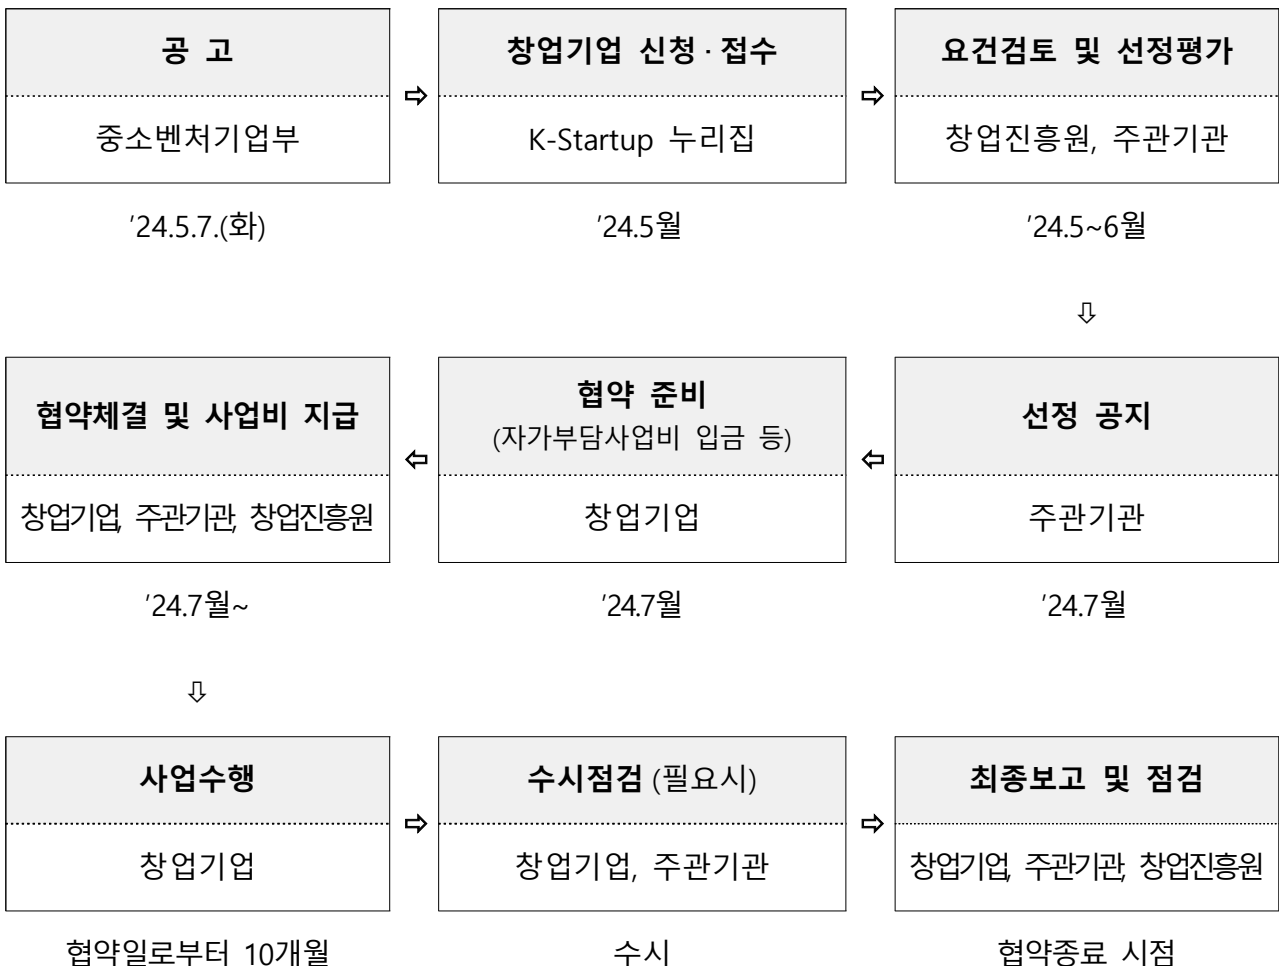 공 고
중소벤처기업부
'24.5.7.(화)
⇨
창업기업 신청·접수
K-Startup 누리집
'24.5월
⇨
요건검토 및 선정평가
창업진흥원, 주관기관
'24.5~6월
⇩
선정 공지
주관기관
'24.7월
⇦
협약 준비
(자가부담사업비 입금 등)
창업기업
'24.7월
⇦
협약체결 및 사업비 지급
창업기업, 주관기관, 창업진흥원
'24.7월~
⇩
사업수행
창업기업
협약일로부터 10개월
⇨
수시점검 (필요시)
창업기업, 주관기관
수시
⇨
최종보고 및 점검
창업기업, 주관기관, 창업진흥원
협약종료 시점